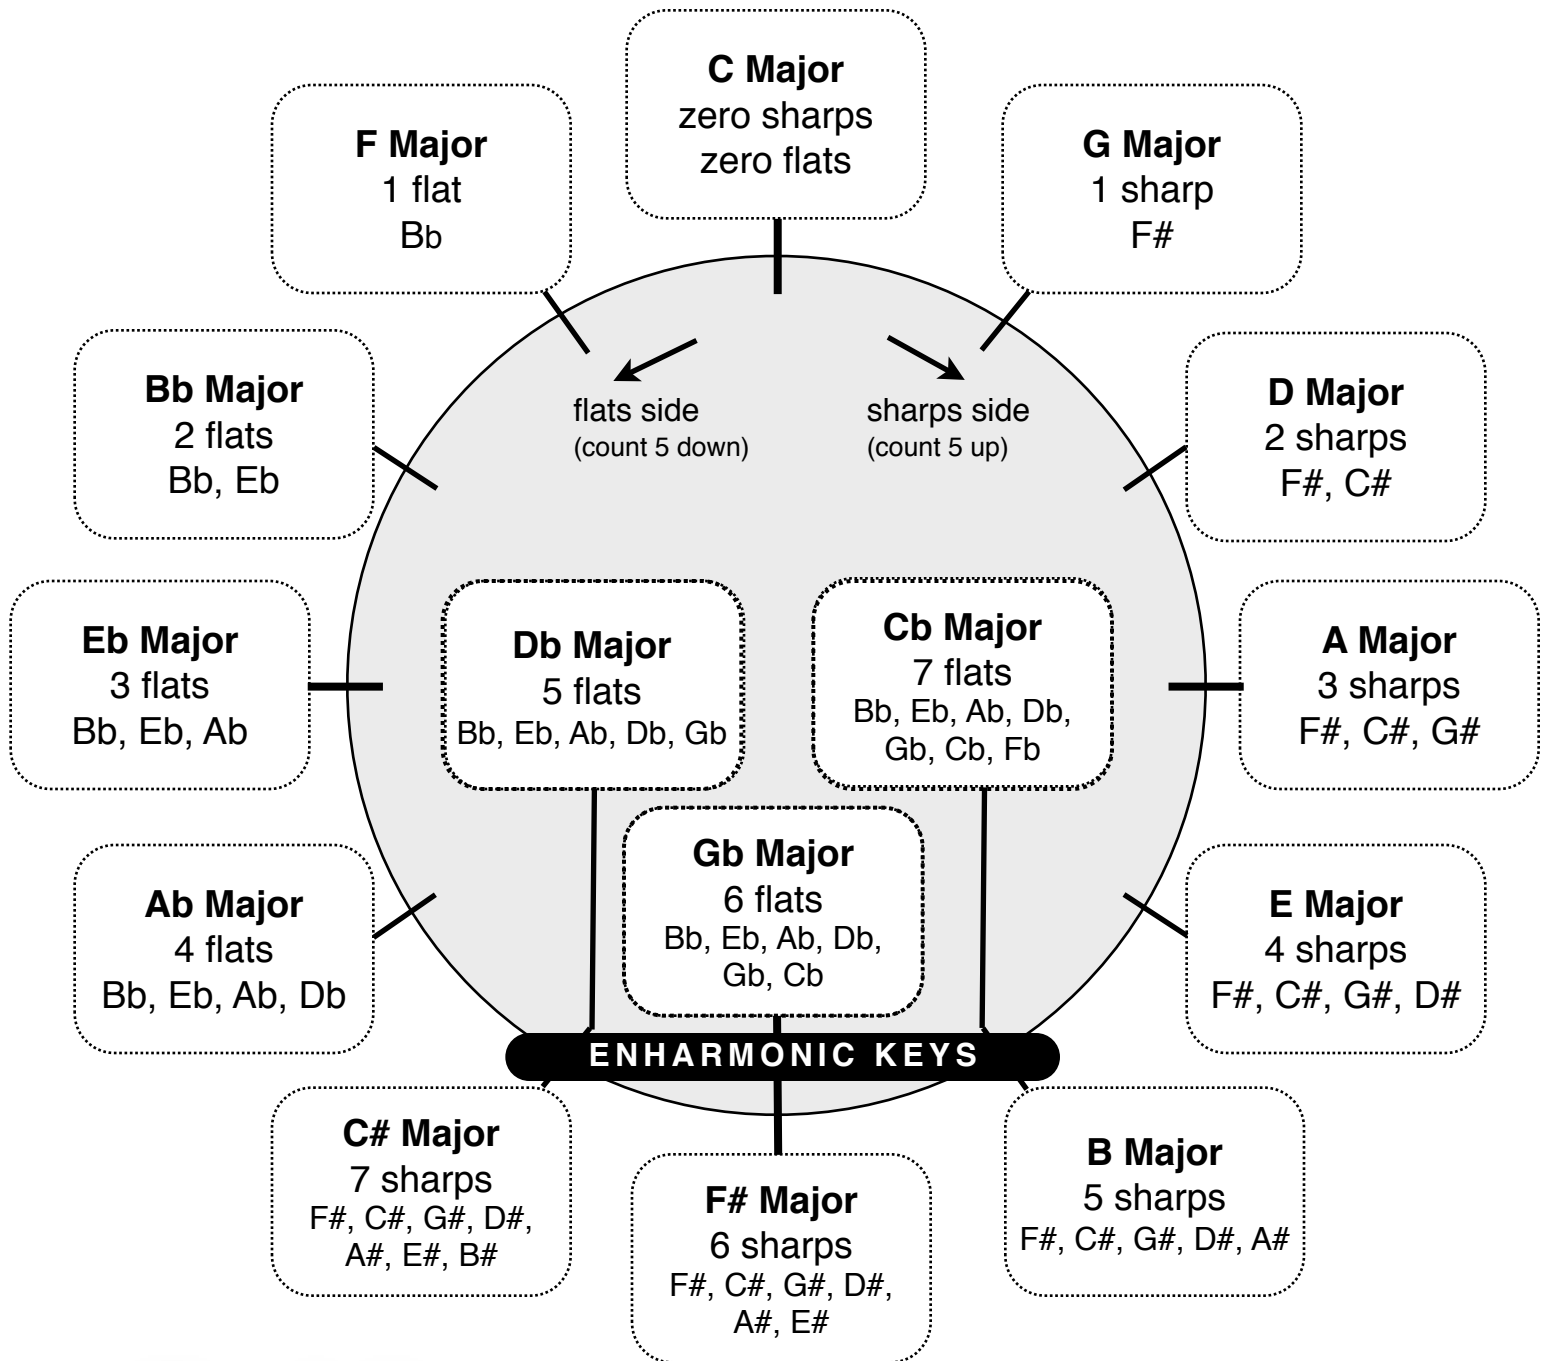 C Major
zero sharps
zero flats
F Major
1 flat
Bb
G Major
1 sharp
F#
Bb Major
2 flats
Bb, Eb
flats side
(count 5 down)
sharps side
(count 5 up)
D Major
2 sharps
F#, C#
Eb Major
3 flats
Bb, Eb, Ab
Db Major
5 flats
Bb, Eb, Ab, Db, Gb
Cb Major
7 flats
Bb, Eb, Ab, Db,
Gb, Cb, Fb
A Major
3 sharps
F#, C#, G#
Ab Major
4 flats
Bb, Eb, Ab, Db
Gb Major
6 flats
Bb, Eb, Ab, Db,
Gb, Cb
E Major
4 sharps
F#, C#, G#, D#
ENHARMONIC KEYS
C# Major
7 sharps
F#, C#, G#, D#,
A#, E#, B#
F# Major
6 sharps
F#, C#, G#, D#,
A#, E#
B Major
5 sharps
F#, C#, G#, D#, A#